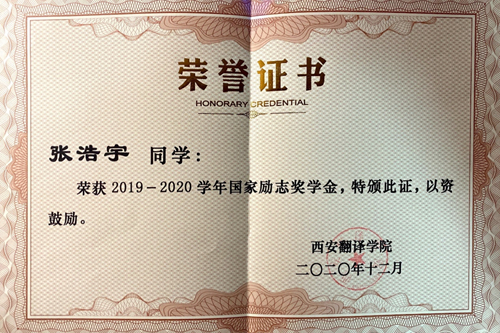 荣誉证书
HONORARY CREDENTIAL
张浩宇 同学：
荣获 2019－2020 学年国家励志奖学金，特颁此证，以资
鼓励。
西安翻译学院
二〇二〇年十二月